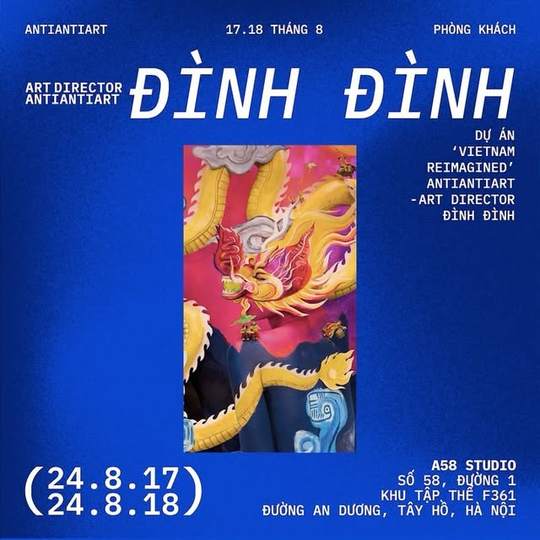 ANTIANTIART
17.18 THÁNG 8
PHÒNG KHÁCH
ART DIRECTOR
ANTIANTIART
ĐÌNH ĐÌNH
DỰ ÁN
‘VIETNAM
REIMAGINED’
ANTIANTIART
-ART DIRECTOR
ĐÌNH ĐÌNH
(24.8.17
24.8.18)
A58 STUDIO
SỐ 58, ĐƯỜNG 1
KHU TẬP THỂ F361
ĐƯỜNG AN DƯƠNG, TÂY HỒ, HÀ NỘI